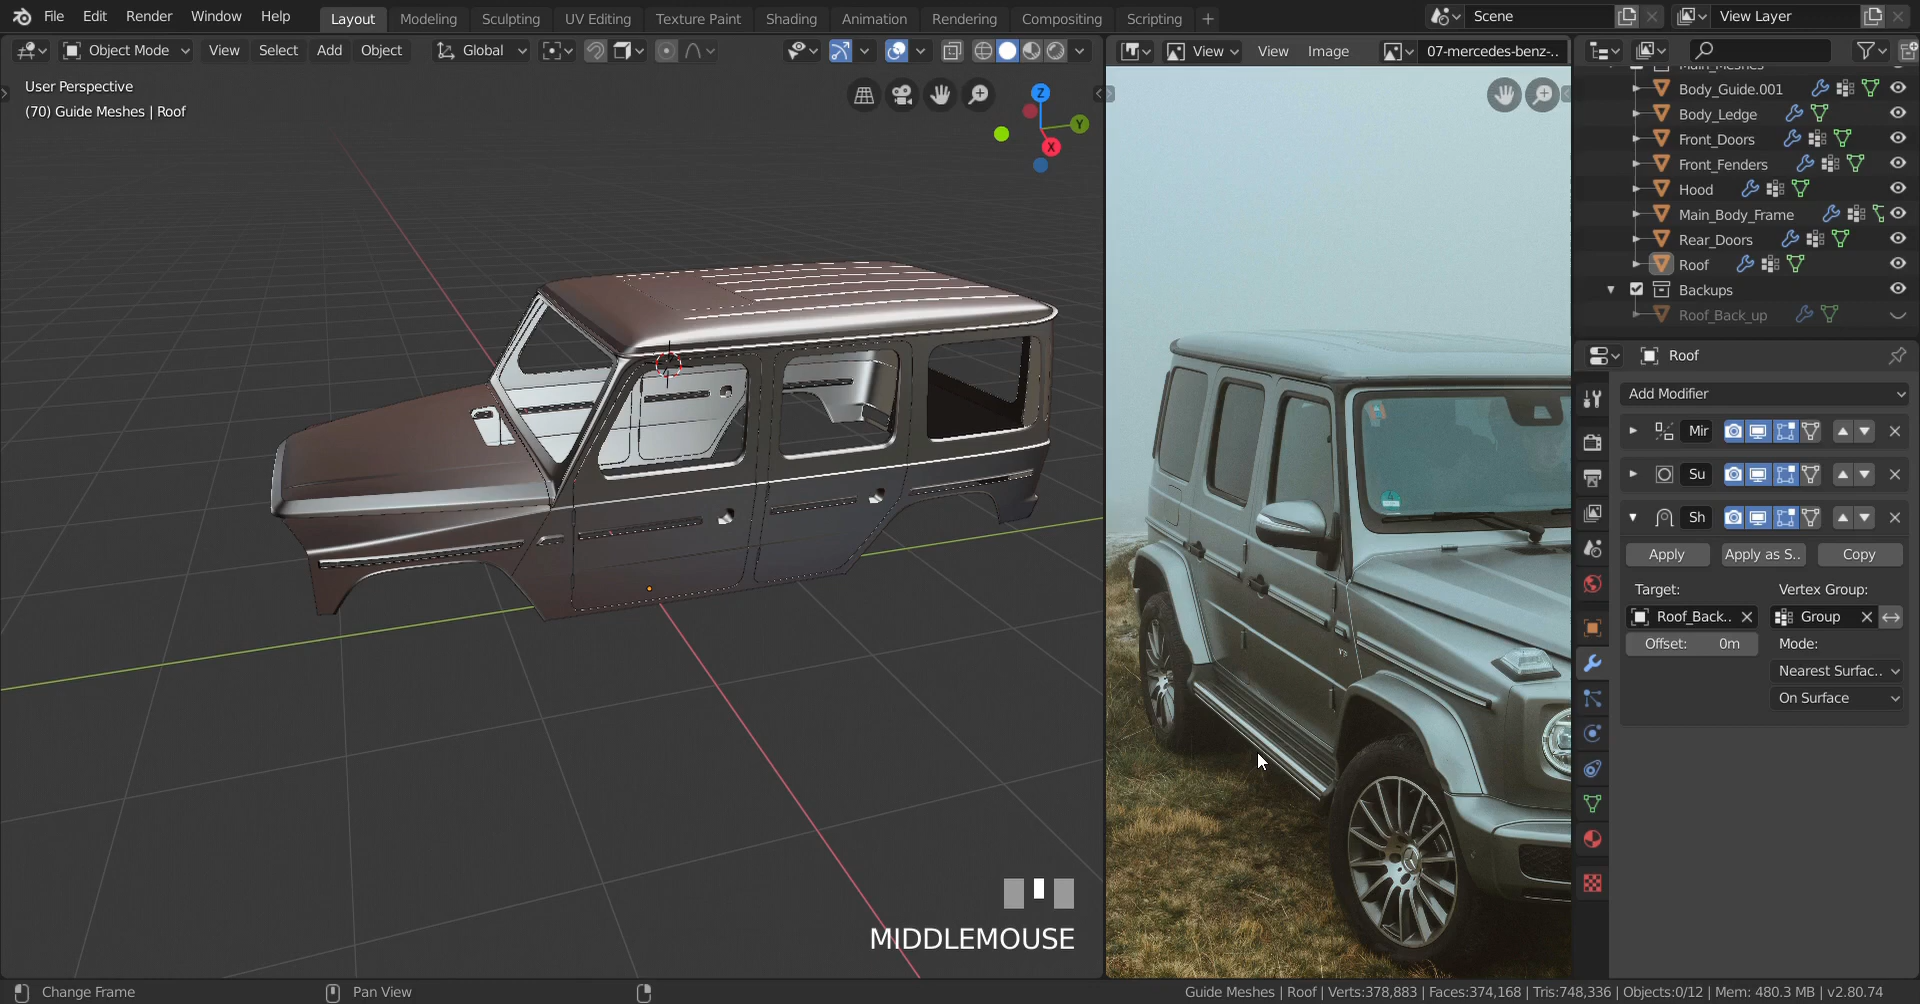 File Edit Render Window Help Layout Modeling Sculpting UV Editing Texture Paint Shading Animation Rendering Compositing Scripting + Scene View Layer
Object Mode View Select Add Object Global View View Image 07-mercedes-benz-..
User Perspective
(70) Guide Meshes | Roof
Z
Y
X
Main_Meshes
Body_Guide.001
Body_Ledge
Front_Doors
Front_Fenders
Hood
Main_Body_Frame
Rear_Doors
Roof
Backups
Roof_Back_up
Roof
Add Modifier
Mir
Su
Sh
Apply Apply as S.. Copy
Target: Vertex Group:
Roof_Back.. Group
Offset: 0m Mode:
Nearest Surfac..
On Surface
MIDDLEMOUSE
Change Frame Pan View Guide Meshes | Roof | Verts:378,883 | Faces:374,168 | Tris:748,336 | Objects:0/12 | Mem: 480.3 MB | v2.80.74